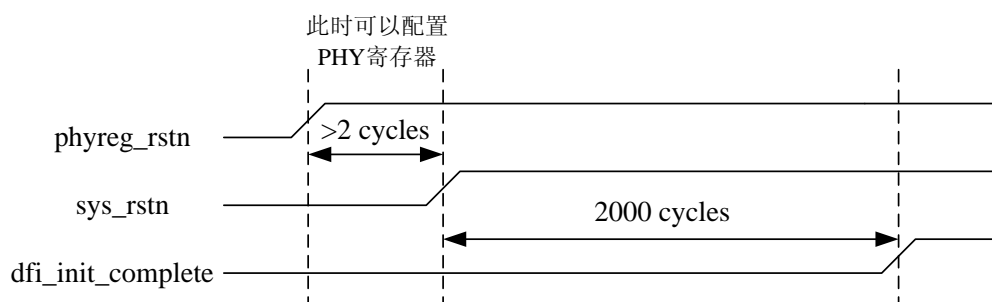 此时可以配置
PHY寄存器
phyreg_rstn
>2 cycles
sys_rstn
2000 cycles
dfi_init_complete